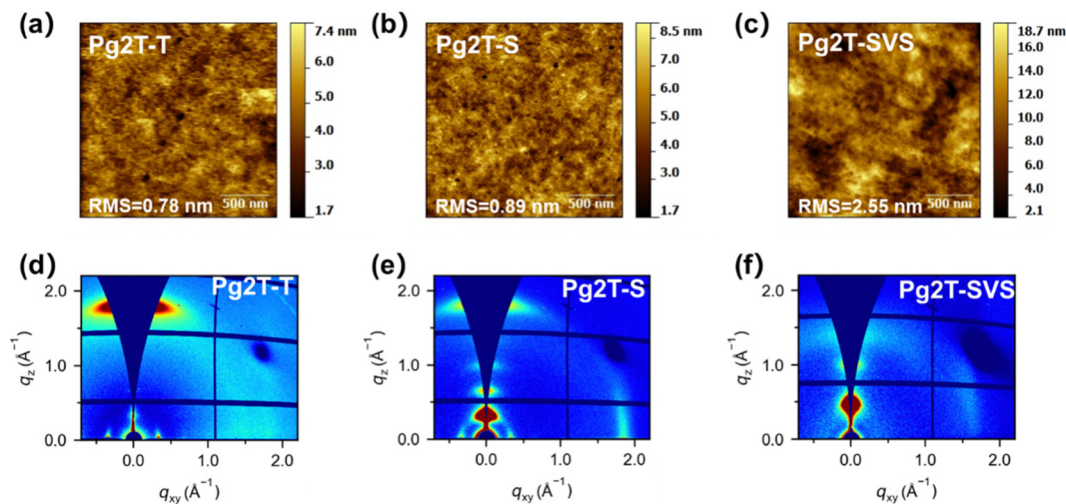 (a)
Pg2T-T
RMS=0.78 nm
500 nm
7.4 nm
6.0
5.0
4.0
3.0
1.7
(b)
Pg2T-S
RMS=0.89 nm
500 nm
8.5 nm
7.0
6.0
5.0
4.0
3.0
1.7
(c)
Pg2T-SVS
RMS=2.55 nm
500 nm
18.7 nm
16.0
14.0
12.0
10.0
8.0
6.0
4.0
2.1
(d)
Pg2T-T
2.0
1.0
0.0
qz (Å⁻¹)
0.0 1.0 2.0
qxy (Å⁻¹)
(e)
Pg2T-S
2.0
1.0
0.0
qz (Å⁻¹)
0.0 1.0 2.0
qxy (Å⁻¹)
(f)
Pg2T-SVS
2.0
1.0
0.0
qz (Å⁻¹)
0.0 1.0 2.0
qxy (Å⁻¹)